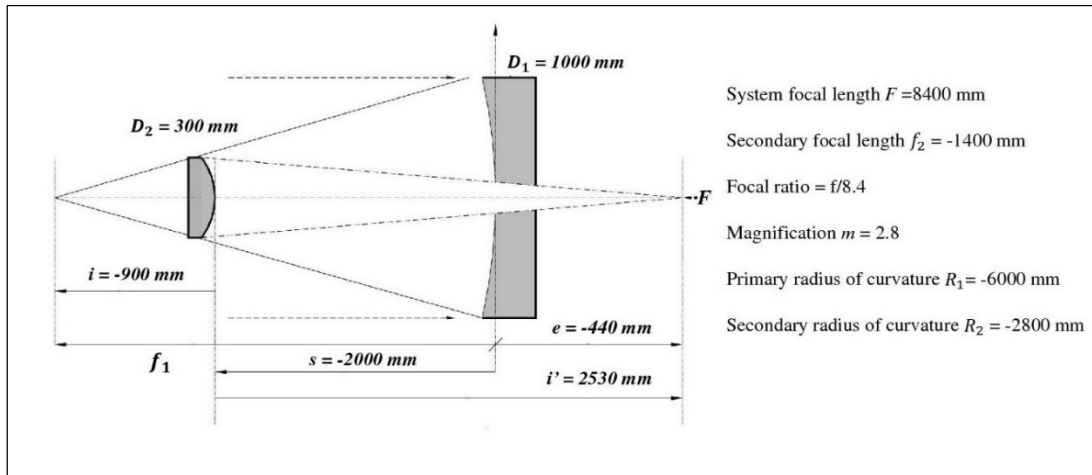 D₁ = 1000 mm
D₂ = 300 mm
F
i = -900 mm
e = -440 mm
f₁
s = -2000 mm
i’ = 2530 mm
System focal length F =8400 mm
Secondary focal length f₂ = -1400 mm
Focal ratio = f/8.4
Magnification m = 2.8
Primary radius of curvature R₁= -6000 mm
Secondary radius of curvature R₂ = -2800 mm